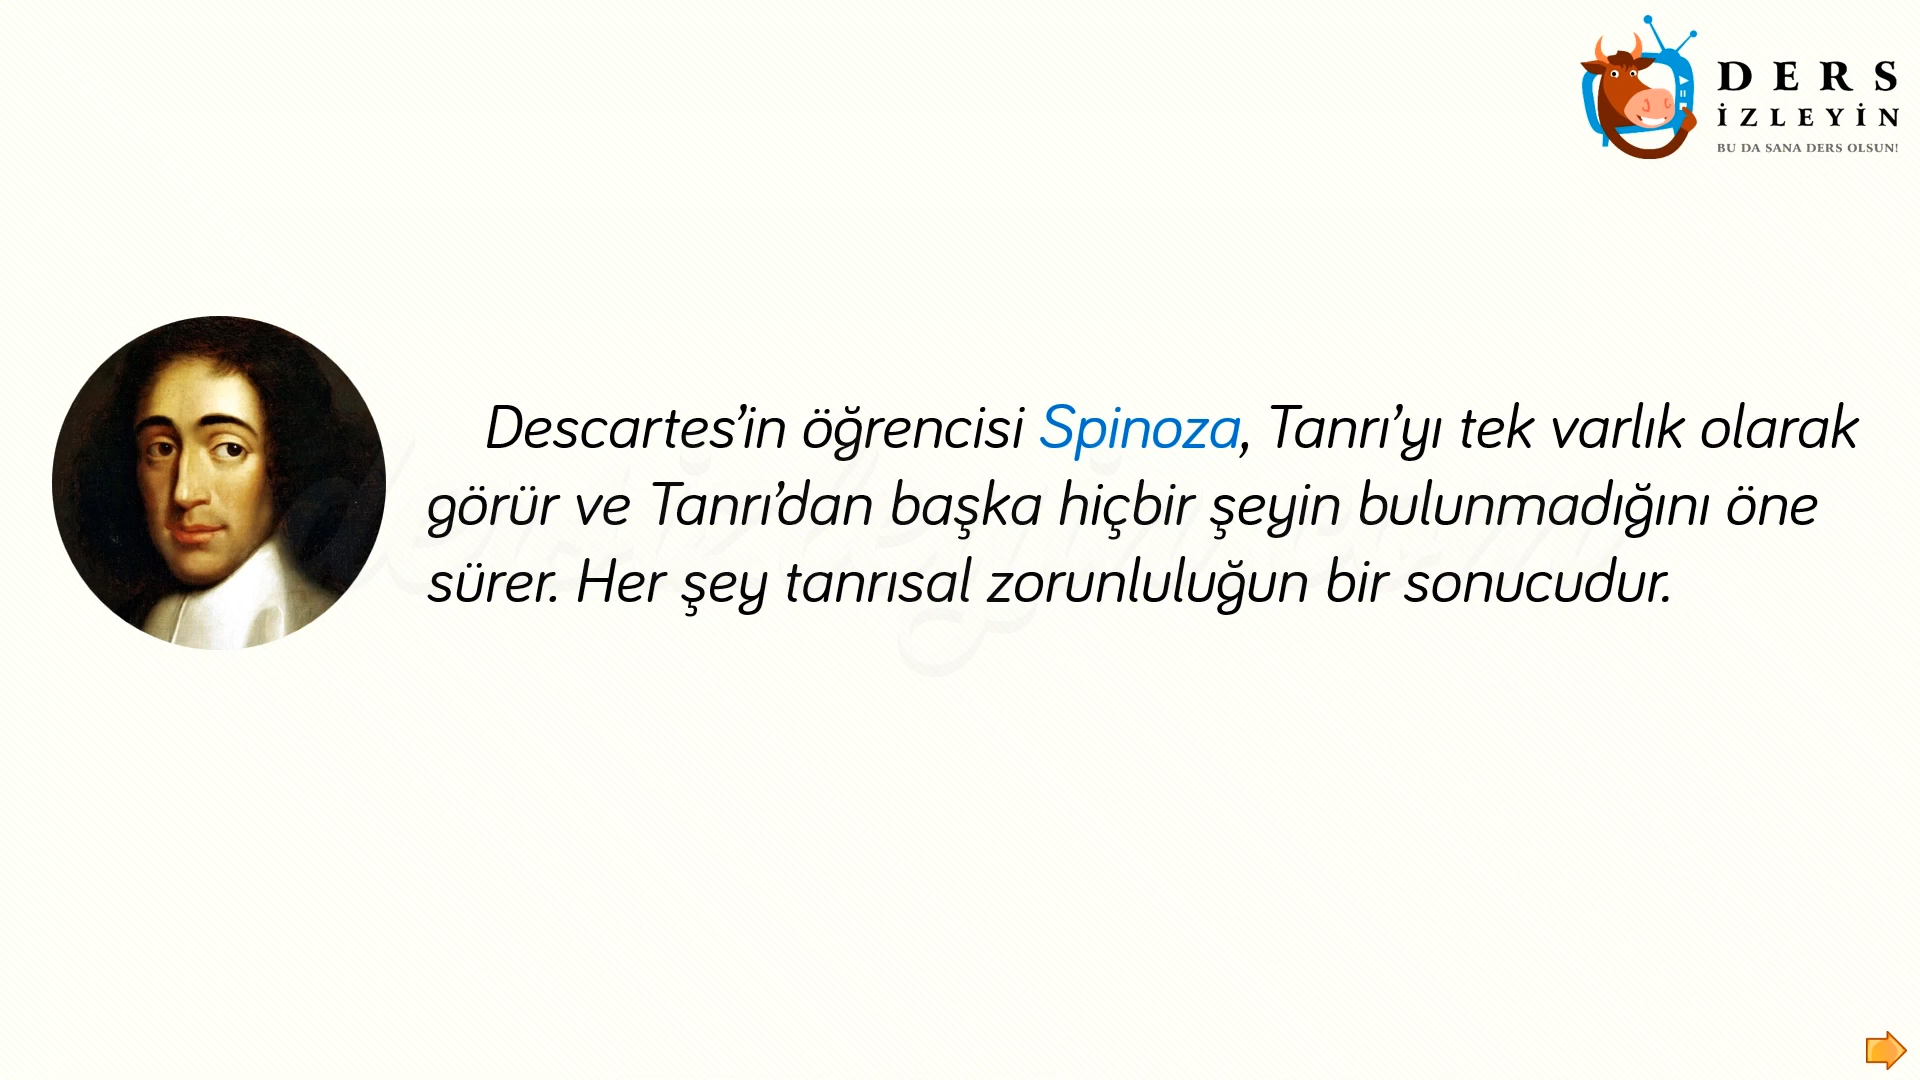 DERS
İZLEYİN
BU DA SANA DERS OLSUN!
Descartes’in öğrencisi Spinoza, Tanrı’yı tek varlık olarak
görür ve Tanrı’dan başka hiçbir şeyin bulunmadığını öne
sürer. Her şey tanrısal zorunluluğun bir sonucudur.